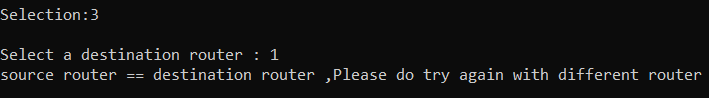 Selection:3
Select a destination router : 1
source router == destination router ,Please do try again with different router